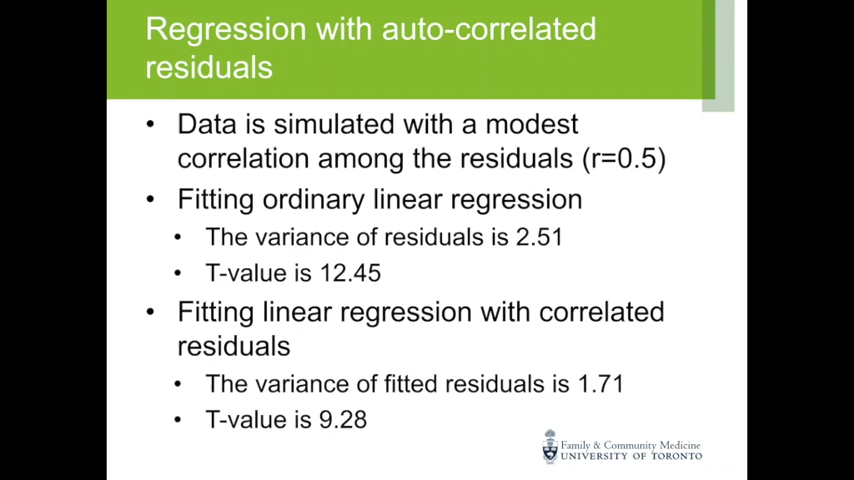 Regression with auto-correlated
residuals
• Data is simulated with a modest
correlation among the residuals (r=0.5)
• Fitting ordinary linear regression
• The variance of residuals is 2.51
• T-value is 12.45
• Fitting linear regression with correlated
residuals
• The variance of fitted residuals is 1.71
• T-value is 9.28
Family & Community Medicine
UNIVERSITY OF TORONTO